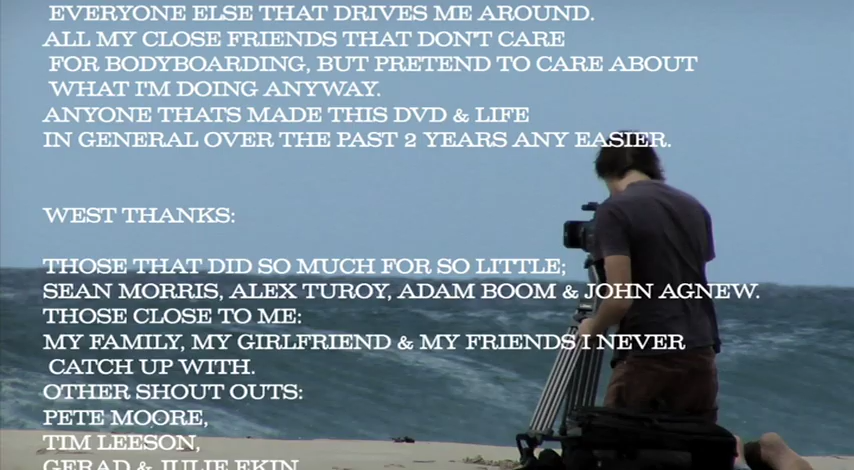 EVERYONE ELSE THAT DRIVES ME AROUND.
ALL MY CLOSE FRIENDS THAT DON'T CARE
FOR BODYBOARDING, BUT PRETEND TO CARE ABOUT
WHAT I'M DOING ANYWAY.
ANYONE THATS MADE THIS DVD & LIFE
IN GENERAL OVER THE PAST 2 YEARS ANY EASIER.
WEST THANKS:
THOSE THAT DID SO MUCH FOR SO LITTLE;
SEAN MORRIS, ALEX TUROY, ADAM BOOM & JOHN AGNEW.
THOSE CLOSE TO ME:
MY FAMILY, MY GIRLFRIEND & MY FRIENDS I NEVER
CATCH UP WITH.
OTHER SHOUT OUTS:
PETE MOORE,
TIM LEESON,
GERAD & JULIE EKIN